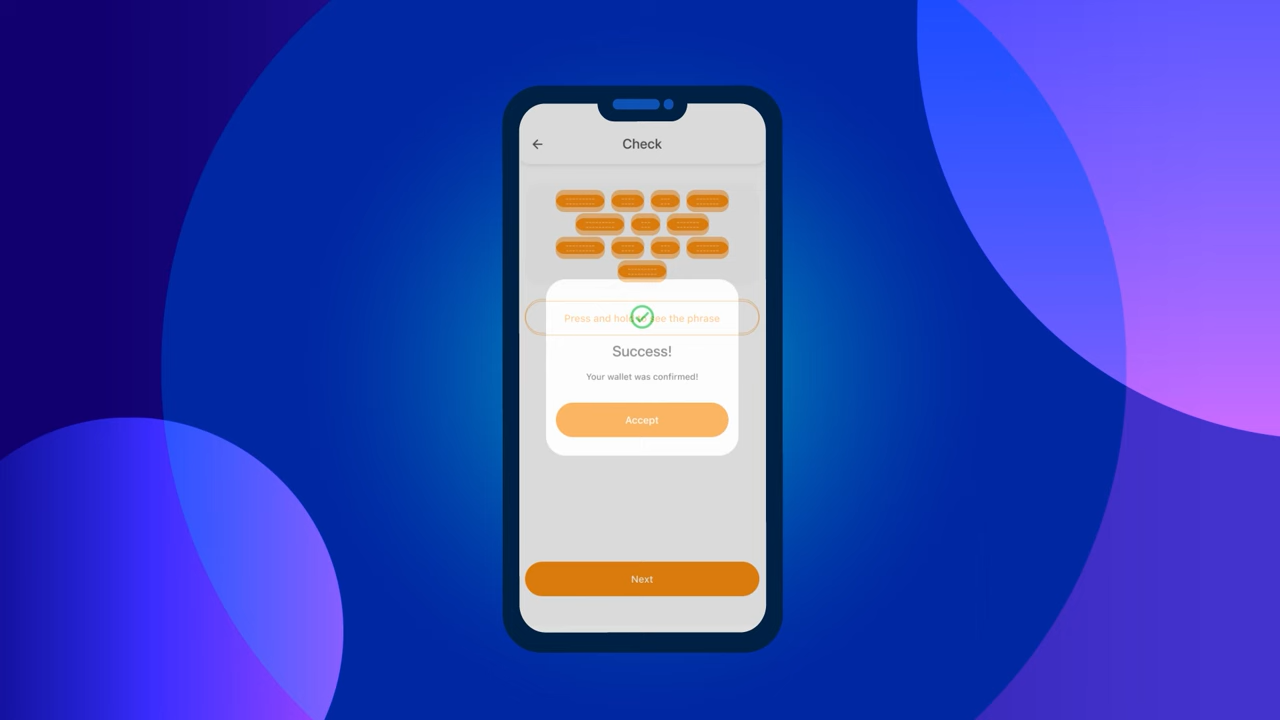 Check
Press and hold to see the phrase
Success!
Your wallet was confirmed!
Accept
Next